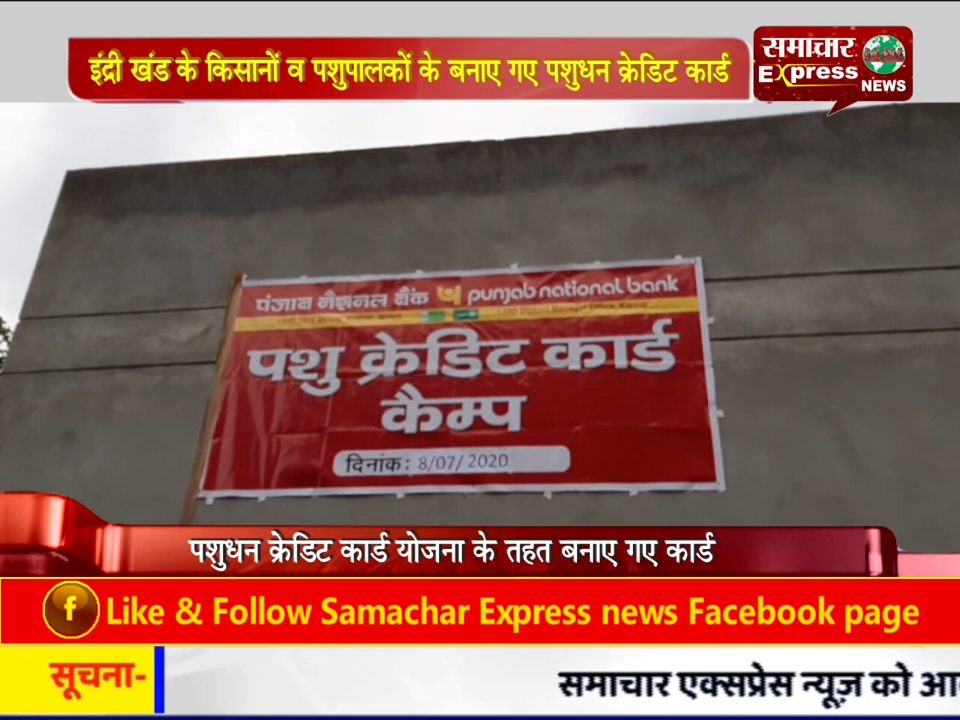 इंद्री खंड के किसानों व पशुपालकों के बनाए गए पशुधन क्रेडिट कार्ड
समाचार
Express
NEWS
पंजाब नैशनल बैंक punjab national bank
पशु क्रेडिट कार्ड
कैम्प
दिनांक: 8/07/2020
पशुधन क्रेडिट कार्ड योजना के तहत बनाए गए कार्ड
f Like & Follow Samachar Express news Facebook page
सूचना- समाचार एक्सप्रेस न्यूज़ को